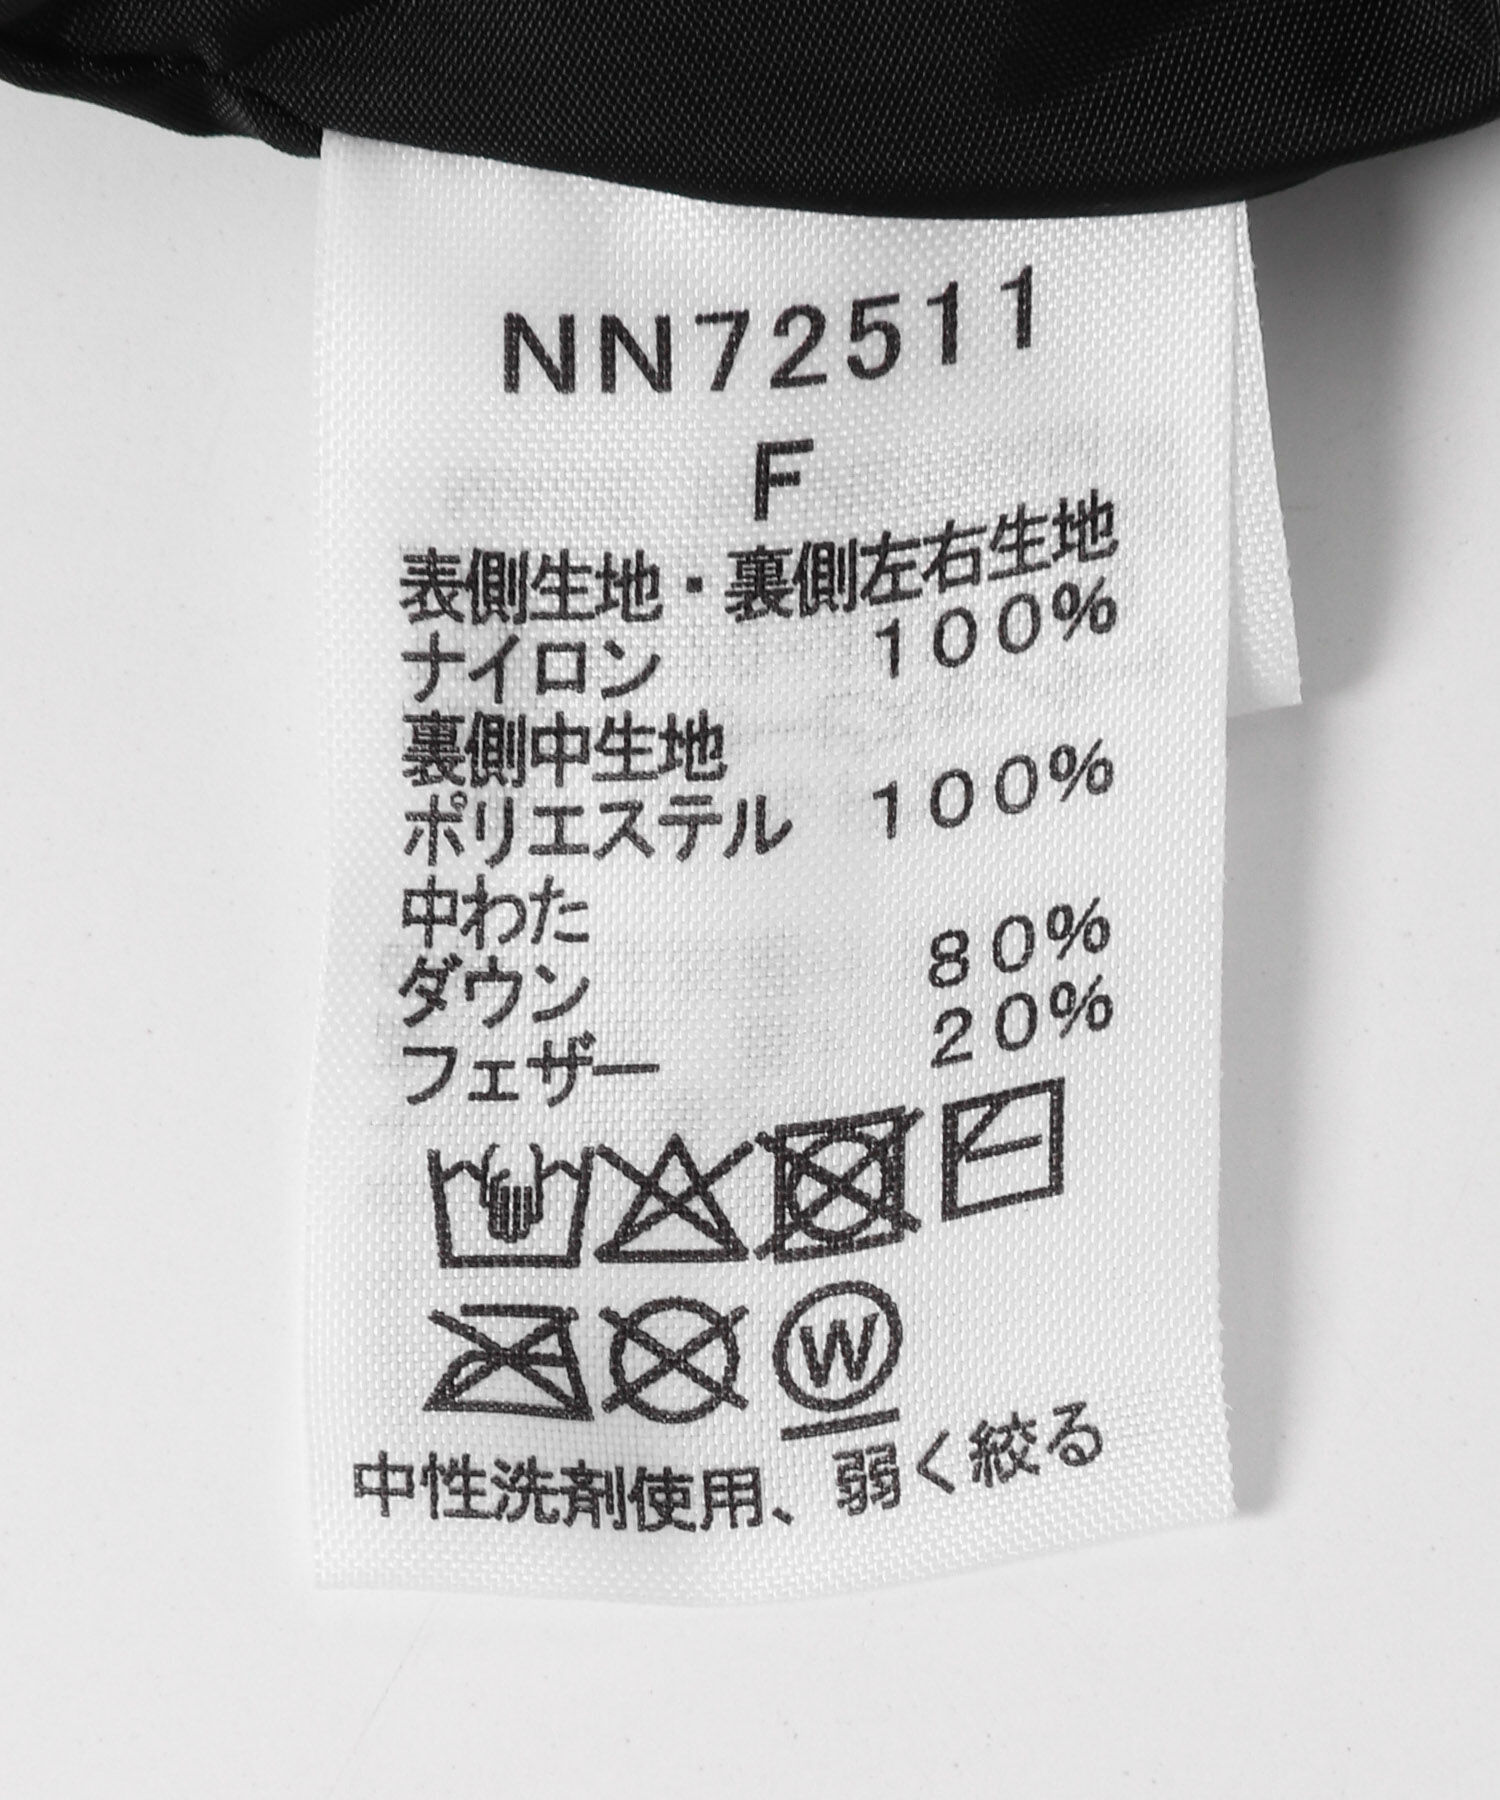 NN72511
F
表側生地・裏側左右生地
ナイロン 100%
裏側中生地
ポリエステル 100%
中わた
ダウン 80%
フェザー 20%
W
中性洗剤使用、弱く絞る